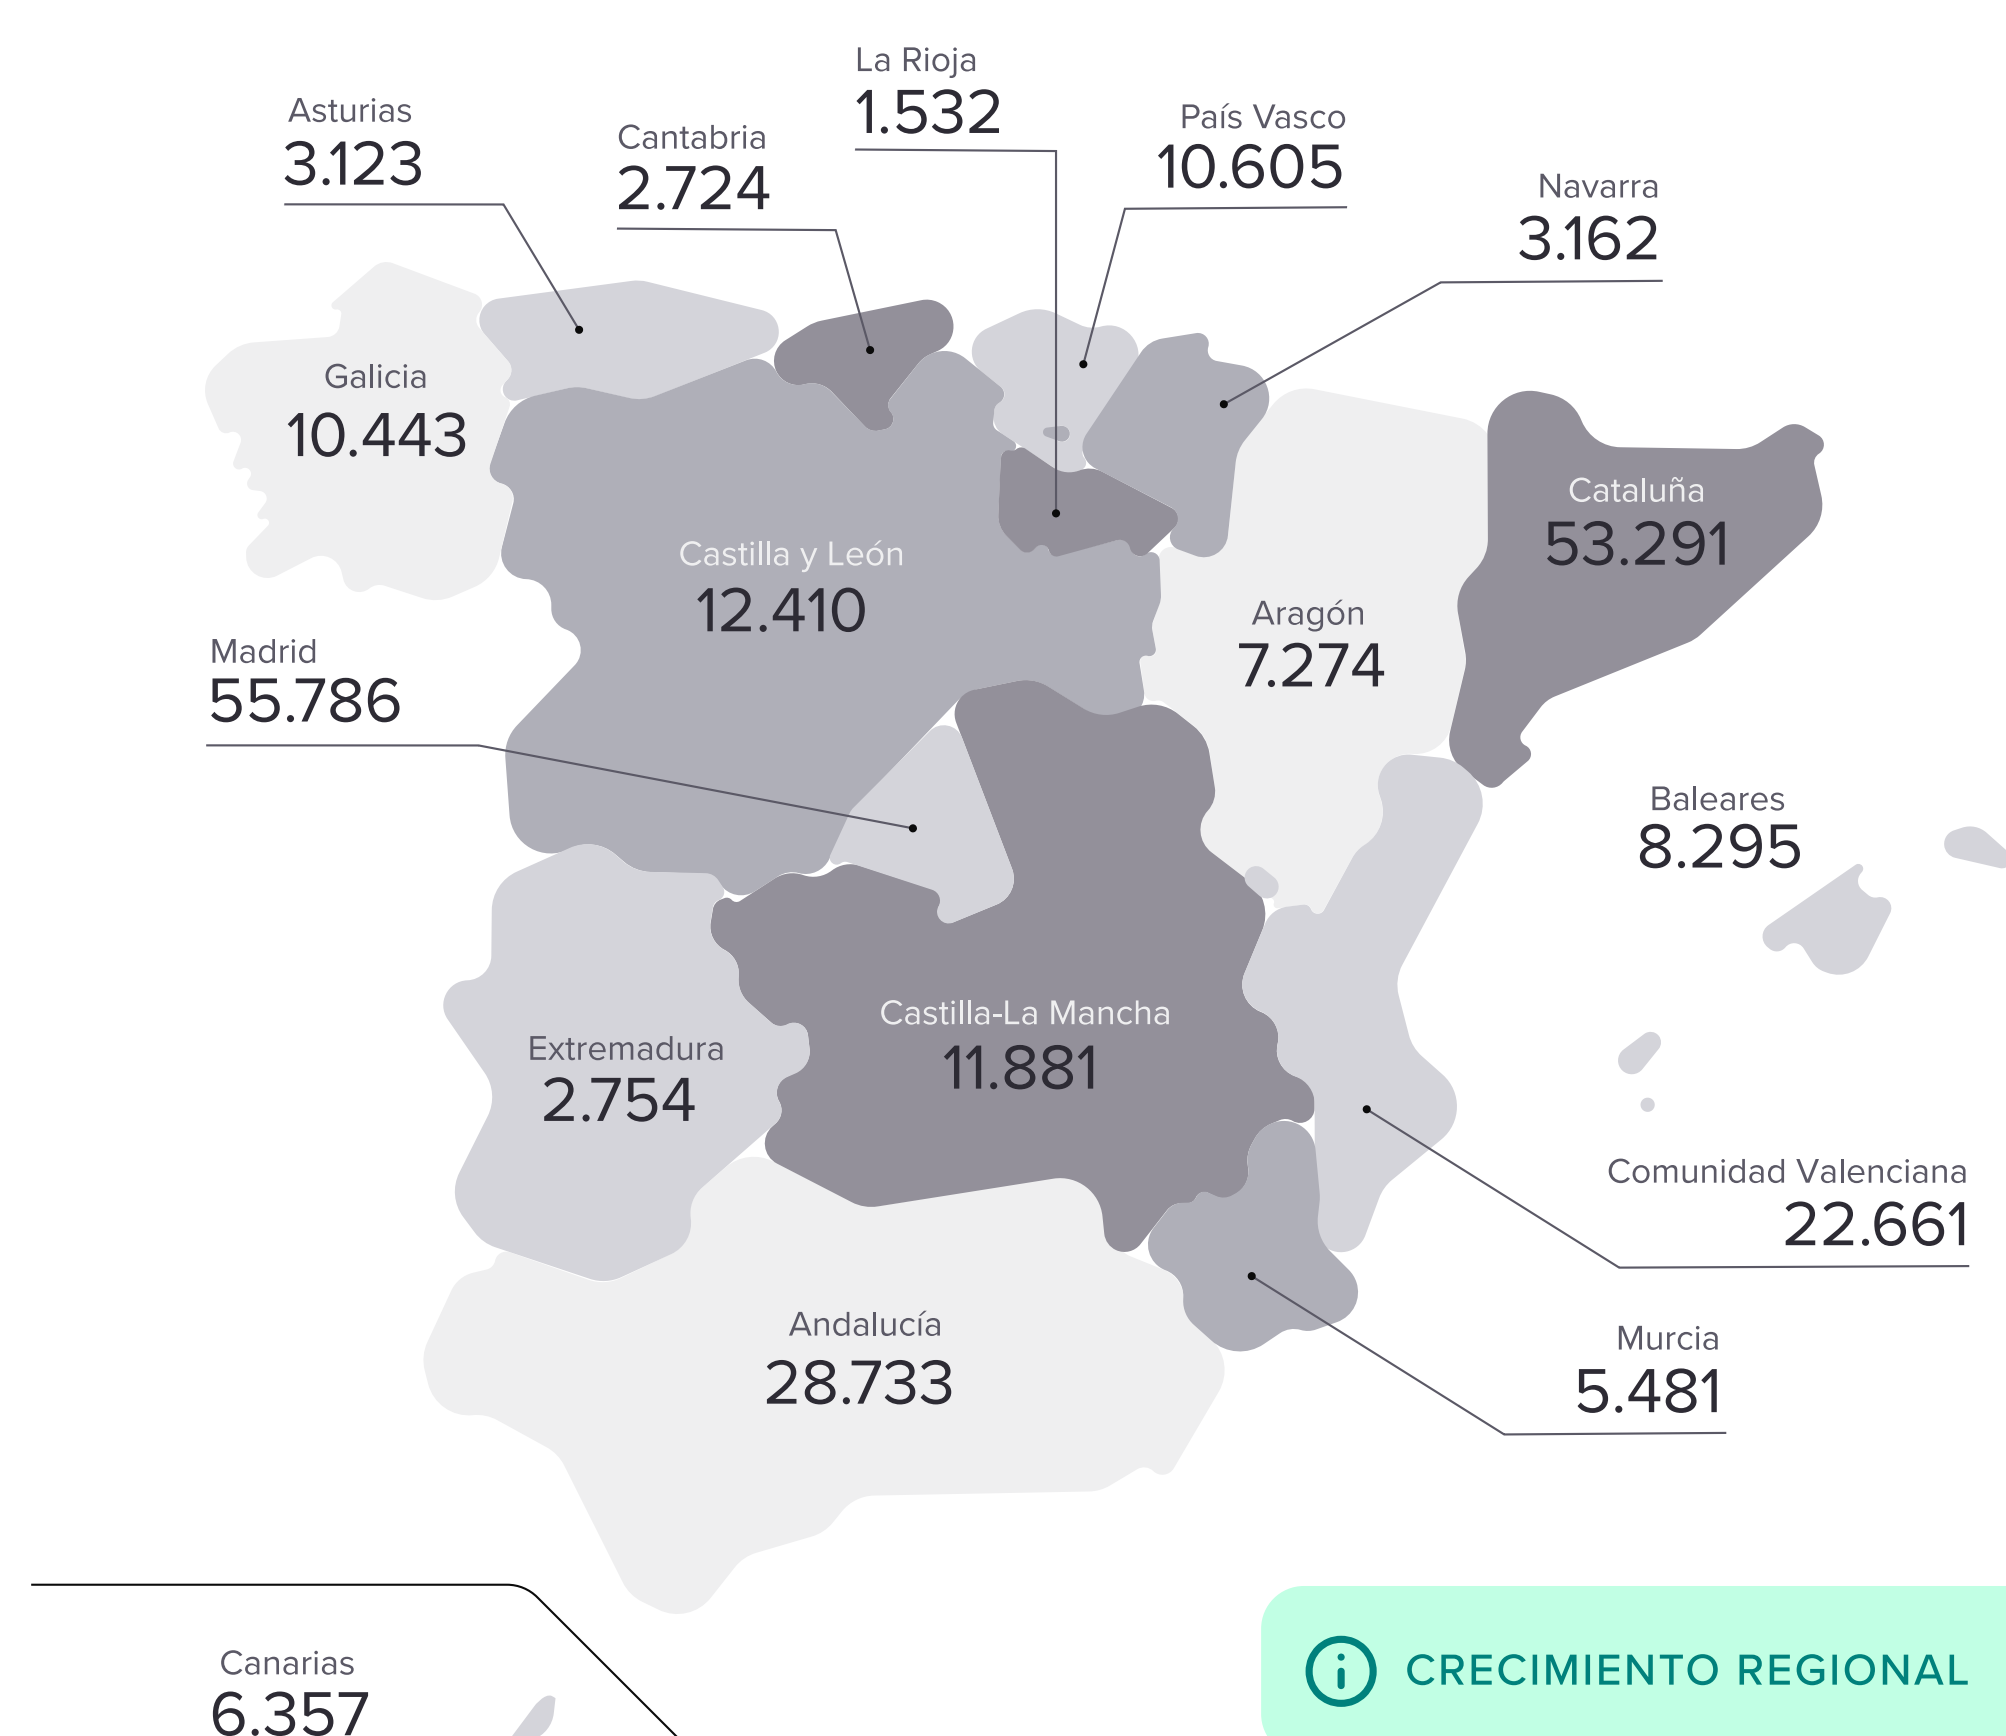 La Rioja
1.532
Asturias
3.123
Cantabria
2.724
País Vasco
10.605
Navarra
3.162
Galicia
10.443
Cataluña
53.291
Castilla y León
12.410
Aragón
7.274
Madrid
55.786
Baleares
8.295
Castilla-La Mancha
11.881
Extremadura
2.754
Comunidad Valenciana
22.661
Andalucía
28.733
Murcia
5.481
Canarias
6.357
CRECIMIENTO REGIONAL